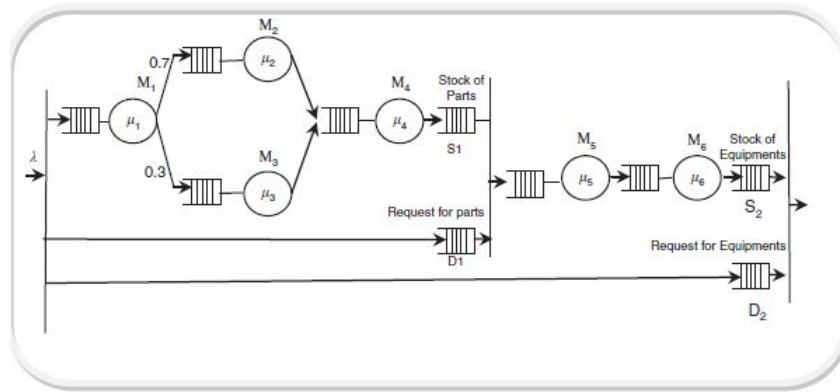 M₂
0.7
μ₂
M₁
M₄
Stock of
Parts
μ₁
μ₄
S1
λ
M₃
0.3
μ₃
M₅
M₆
Stock of
Equipments
μ₅
μ₆
S₂
Request for parts
D1
Request for Equipments
D₂